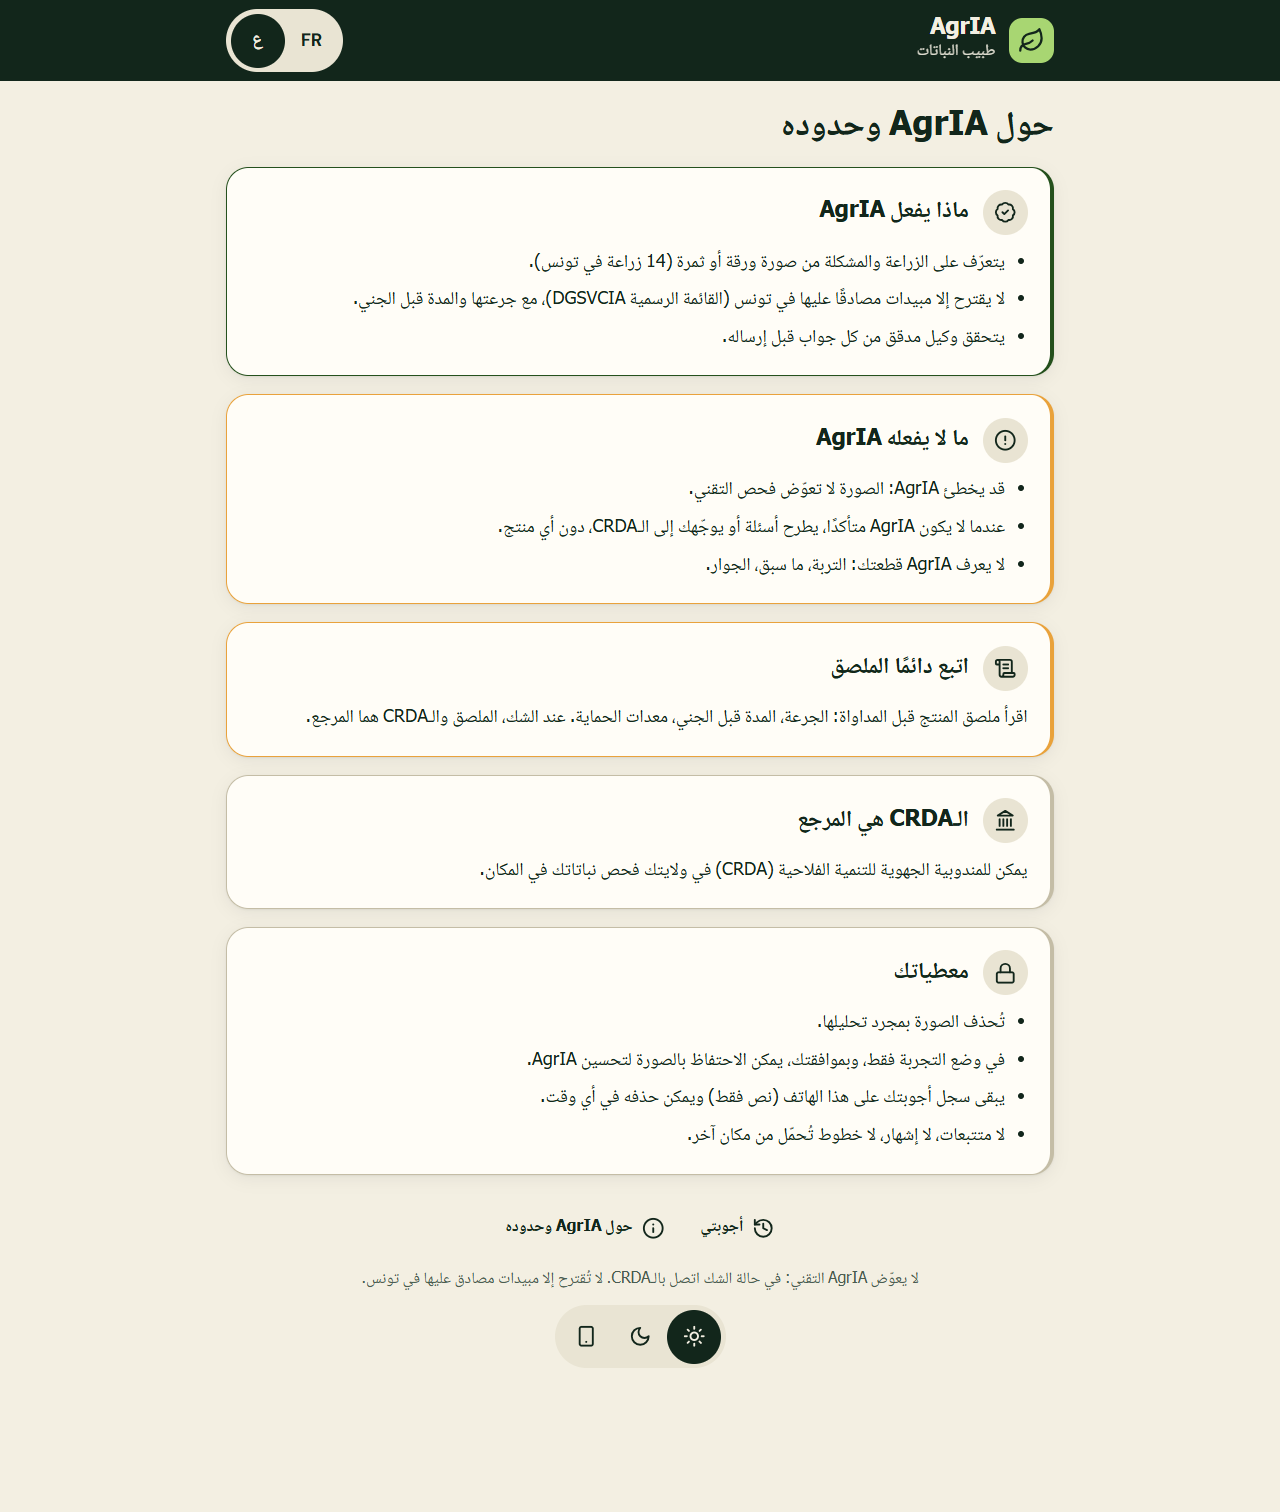 AgrIA
طبيب النباتات
FR
ع
حول AgrIA وحدوده
ماذا يفعل AgrIA
يتعرّف على الزراعة والمشكلة من صورة ورقة أو ثمرة (14 زراعة في تونس).
لا يقترح إلا مبيدات مصادقًا عليها في تونس (القائمة الرسمية DGSVCIA)، مع جرعتها والمدة قبل الجني.
يتحقق وكيل مدقق من كل جواب قبل إرساله.
ما لا يفعله AgrIA
قد يخطئ AgrIA: الصورة لا تعوّض فحص التقني.
عندما لا يكون AgrIA متأكدًا، يطرح أسئلة أو يوجّهك إلى الـCRDA، دون أي منتج.
لا يعرف AgrIA قطعتك: التربة، ما سبق، الجوار.
اتبع دائمًا الملصق
اقرأ ملصق المنتج قبل المداواة: الجرعة، المدة قبل الجني، معدات الحماية. عند الشك، الملصق والـCRDA هما المرجع.
الـCRDA هي المرجع
يمكن للمندوبية الجهوية للتنمية الفلاحية (CRDA) في ولايتك فحص نباتاتك في المكان.
معطياتك
تُحذف الصورة بمجرد تحليلها.
في وضع التجربة فقط، وبموافقتك، يمكن الاحتفاظ بالصورة لتحسين AgrIA.
يبقى سجل أجوبتك على هذا الهاتف (نص فقط) ويمكن حذفه في أي وقت.
لا متتبعات، لا إشهار، لا خطوط تُحمّل من مكان آخر.
أجوبتي
حول AgrIA وحدوده
لا يعوّض AgrIA التقني: في حالة الشك اتصل بالـCRDA. لا تُقترح إلا مبيدات مصادق عليها في تونس.